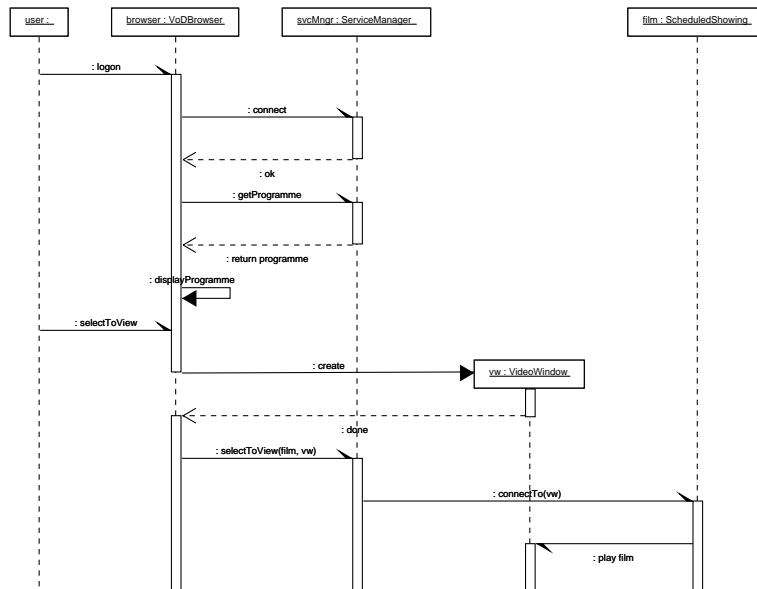 user :
browser : VoDBrowser
svcMngr : ServiceManager
film : ScheduledShowing
: logon
: connect
: ok
: getProgramme
: return programme
: displayProgramme
: selectToView
: create
vw : VideoWindow
: done
: selectToView(film, vw)
: connectTo(vw)
: play film